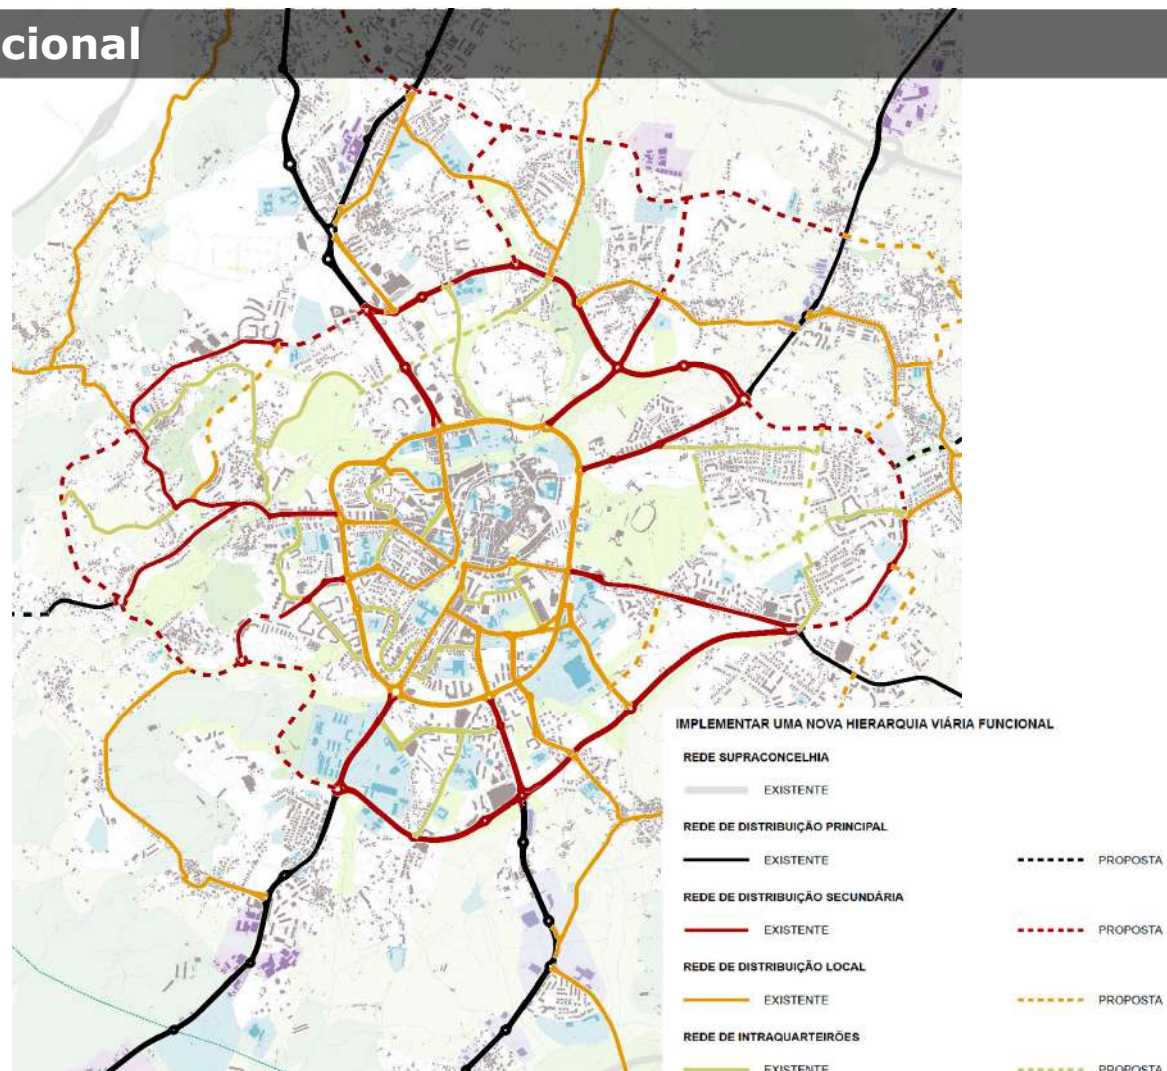 cional
IMPLEMENTAR UMA NOVA HIERARQUIA VIÁRIA FUNCIONAL
REDE SUPRACONCELHIA
EXISTENTE
REDE DE DISTRIBUIÇÃO PRINCIPAL
EXISTENTE PROPOSTA
REDE DE DISTRIBUIÇÃO SECUNDÁRIA
EXISTENTE PROPOSTA
REDE DE DISTRIBUIÇÃO LOCAL
EXISTENTE PROPOSTA
REDE DE INTRAQUARTEIRÕES
EXISTENTE PROPOSTA